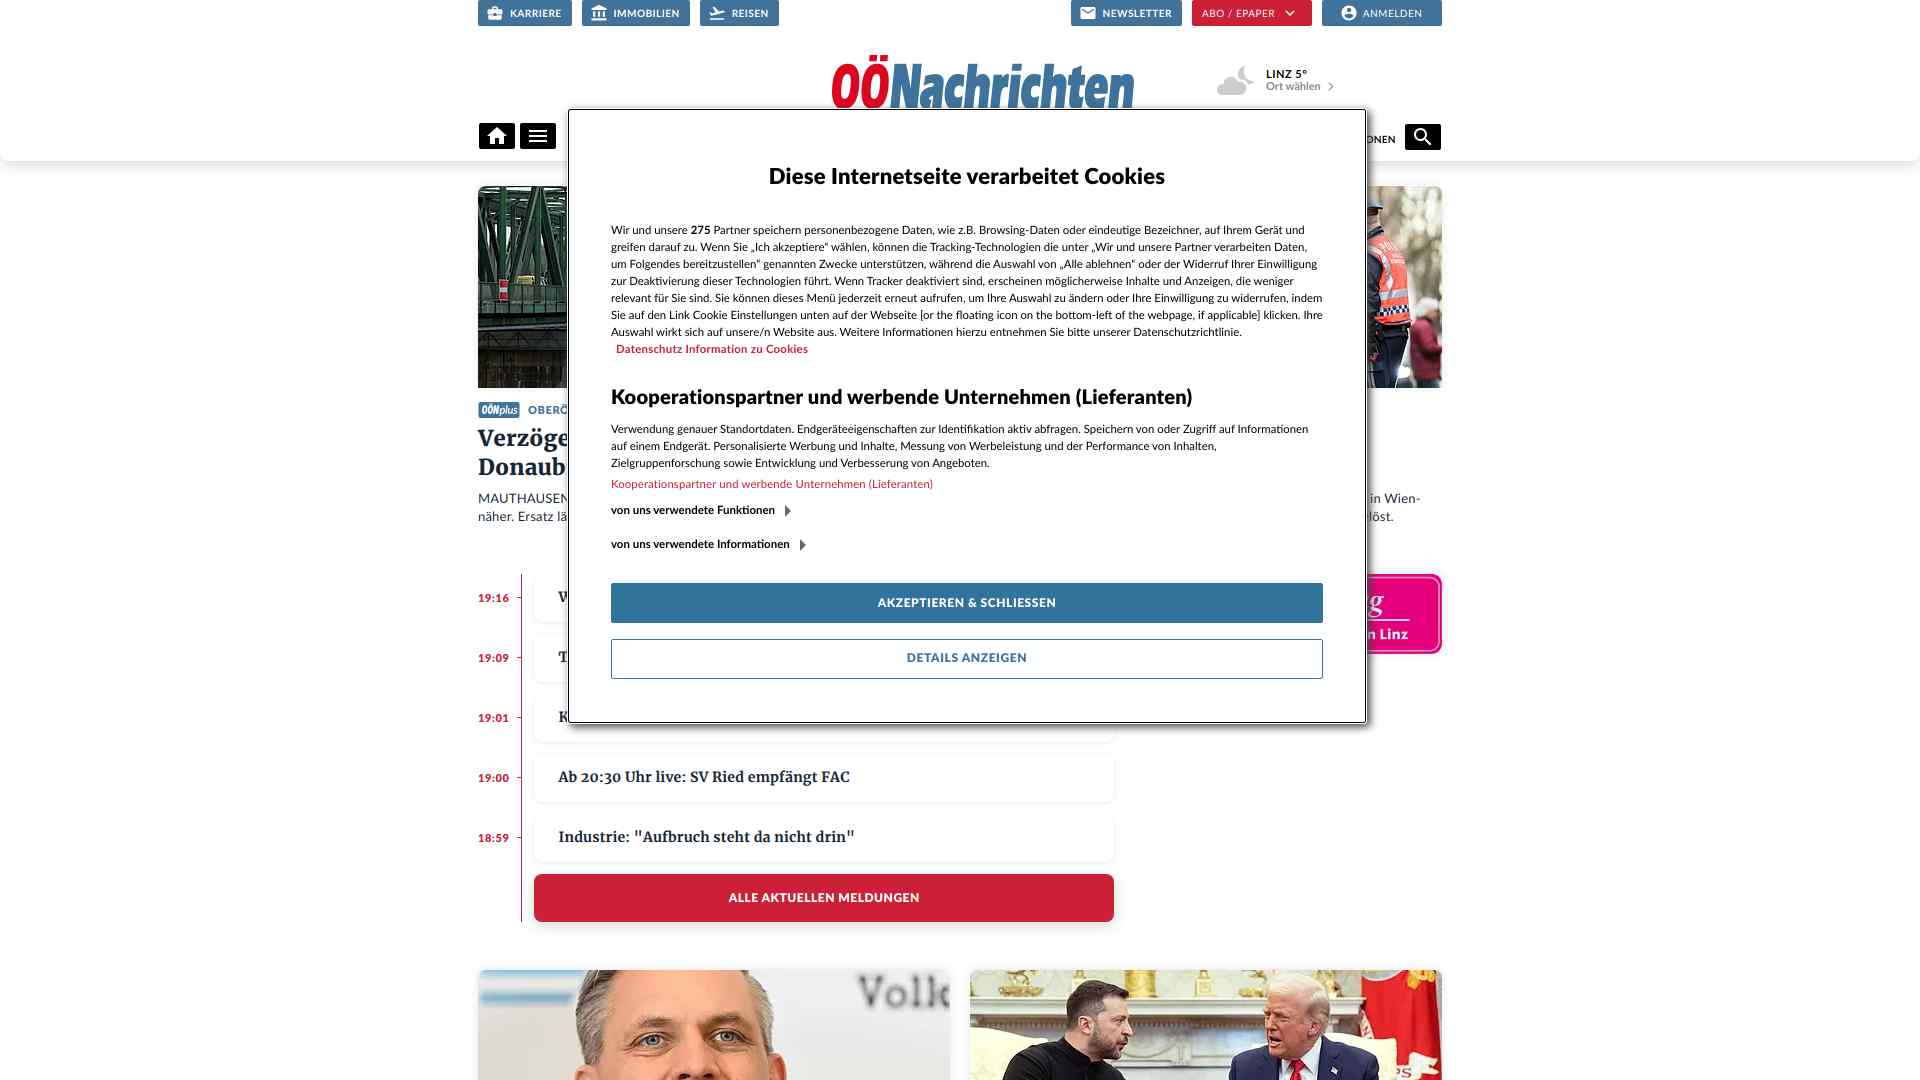 KARRIERE
IMMOBILIEN
REISEN
NEWSLETTER
ABO / EPAPER
ANMELDEN
OÖNachrichten
LINZ 5°
Ort wählen
Diese Internetseite verarbeitet Cookies
Wir und unsere 275 Partner speichern personenbezogene Daten, wie z.B. Browsing-Daten oder eindeutige Bezeichner, auf Ihrem Gerät und
greifen darauf zu. Wenn Sie „Ich akzeptiere" wählen, können die Tracking-Technologien die unter „Wir und unsere Partner verarbeiten Daten,
um Folgendes bereitzustellen" genannten Zwecke unterstützen, während die Auswahl von „Alle ablehnen" oder der Widerruf Ihrer Einwilligung
zur Deaktivierung dieser Technologien führt. Wenn Tracker deaktiviert sind, erscheinen möglicherweise Inhalte und Anzeigen, die weniger
relevant für Sie sind. Sie können dieses Menü jederzeit erneut aufrufen, um Ihre Auswahl zu ändern oder Ihre Einwilligung zu widerrufen, indem
Sie auf den Link Cookie Einstellungen unten auf der Webseite [or the floating icon on the bottom-left of the webpage, if applicable] klicken. Ihre
Auswahl wirkt sich auf unsere/n Website aus. Weitere Informationen hierzu entnehmen Sie bitte unserer Datenschutzrichtlinie.
Datenschutz Information zu Cookies
Kooperationspartner und werbende Unternehmen (Lieferanten)
Verwendung genauer Standortdaten. Endgeräteeigenschaften zur Identifikation aktiv abfragen. Speichern von oder Zugriff auf Informationen
auf einem Endgerät. Personalisierte Werbung und Inhalte, Messung von Werbeleistung und der Performance von Inhalten,
Zielgruppenforschung sowie Entwicklung und Verbesserung von Angeboten.
Kooperationspartner und werbende Unternehmen (Lieferanten)
von uns verwendete Funktionen
von uns verwendete Informationen
AKZEPTIEREN & SCHLIESSEN
DETAILS ANZEIGEN
ONEN
OÖNplus OBERÖ
Verzöge
Donaub
MAUTHAUSEN
näher. Ersatz lä
in Wien-
löst.
19:16
W
19:09
T
19:01
K
19:00
Ab 20:30 Uhr live: SV Ried empfängt FAC
18:59
Industrie: "Aufbruch steht da nicht drin"
ALLE AKTUELLEN MELDUNGEN
g
n Linz
Volk